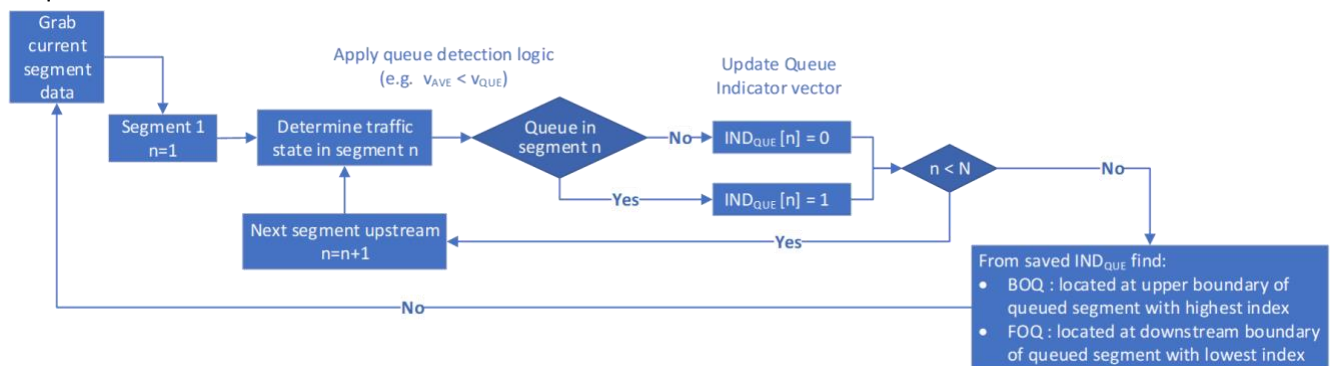 Grab
current
segment
data
Segment 1
n=1
Determine traffic
state in segment n
Apply queue detection logic
(e.g. vAVE < vQUE)
Queue in
segment n
No
Yes
Update Queue
Indicator vector
INDQUE [n] = 0
INDQUE [n] = 1
n < N
No
Yes
Next segment upstream
n=n+1
From saved INDQUE find:
• BOQ : located at upper boundary of
queued segment with highest index
• FOQ : located at downstream boundary
of queued segment with lowest index
No